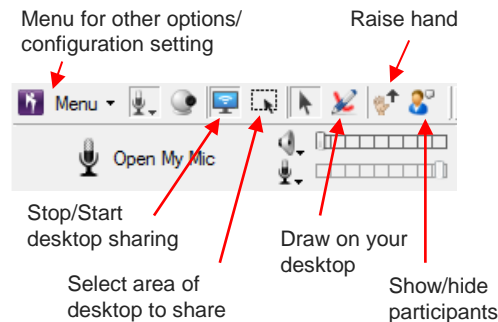 Menu for other options/
configuration setting
Raise hand
Menu
Open My Mic
Stop/Start
desktop sharing
Draw on your
desktop
Select area of
desktop to share
Show/hide
participants